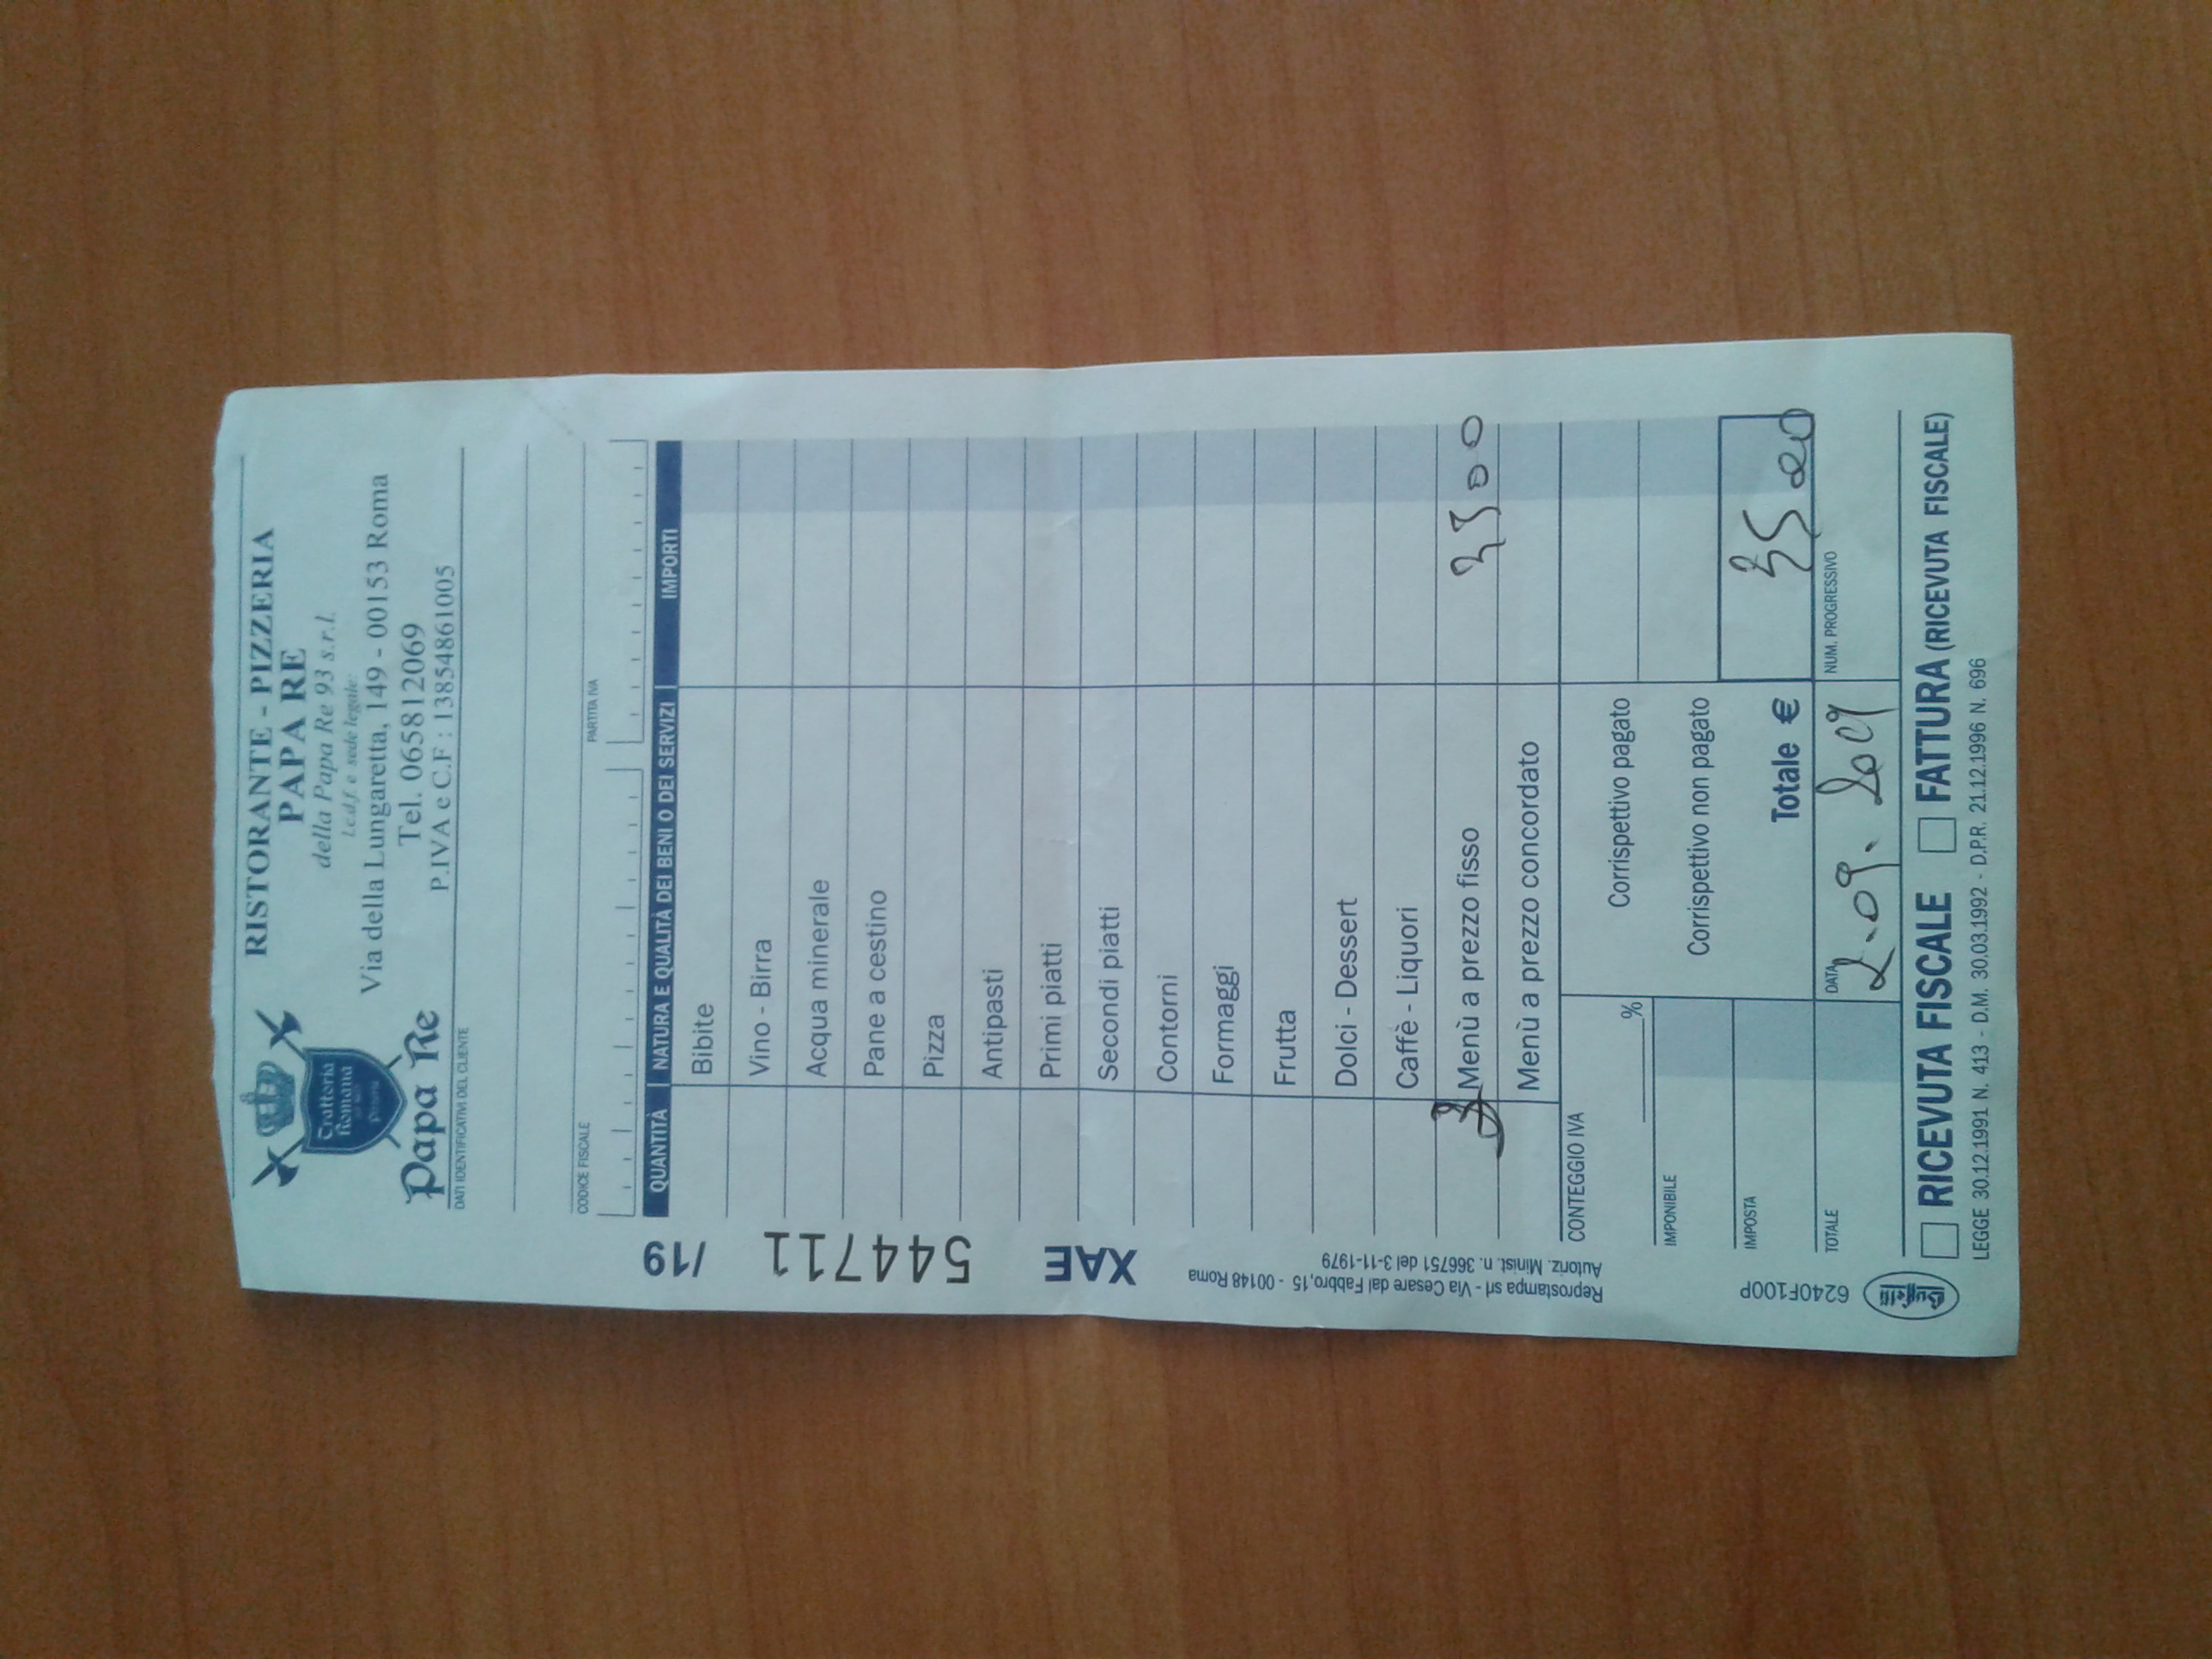 RISTORANTE - PIZZERIA
PAPA RE
della Papa Re 93 s.r.l.
l.c.d.f. e sede legale:
Via della Lungaretta, 149 - 00153 Roma
Tel. 065812069
P.IVA e C.F : 13854861005
Trattoria
Romana
Pizzeria
Papa Re
DATI IDENTIFICATIVI DEL CLIENTE
CODICE FISCALE PARTITA IVA
QUANTITÀ NATURA E QUALITÀ DEI BENI O DEI SERVIZI IMPORTI
Bibite
Vino - Birra
Acqua minerale
Pane a cestino
Pizza
Antipasti
Primi piatti
Secondi piatti
Contorni
Formaggi
Frutta
Dolci - Dessert
Caffè - Liquori
3 Menù a prezzo fisso 3500
Menù a prezzo concordato
CONTEGGIO IVA
%
Corrispettivo pagato
IMPONIBILE
Corrispettivo non pagato
IMPOSTA
Totale € 3500
TOTALE DATA 2.09.2019 NUM. PROGRESSIVO
RICEVUTA FISCALE FATTURA (RICEVUTA FISCALE)
LEGGE 30.12.1991 N. 413 - D.M. 30.03.1992 - D.P.R. 21.12.1996 N. 696
XAE 544711 /19
Reprostampa srl - Via Cesare dal Fabbro,15 - 00148 Roma
Autoriz. Minist. n. 366751 del 3-11-1979
Buffetti 6240F100P